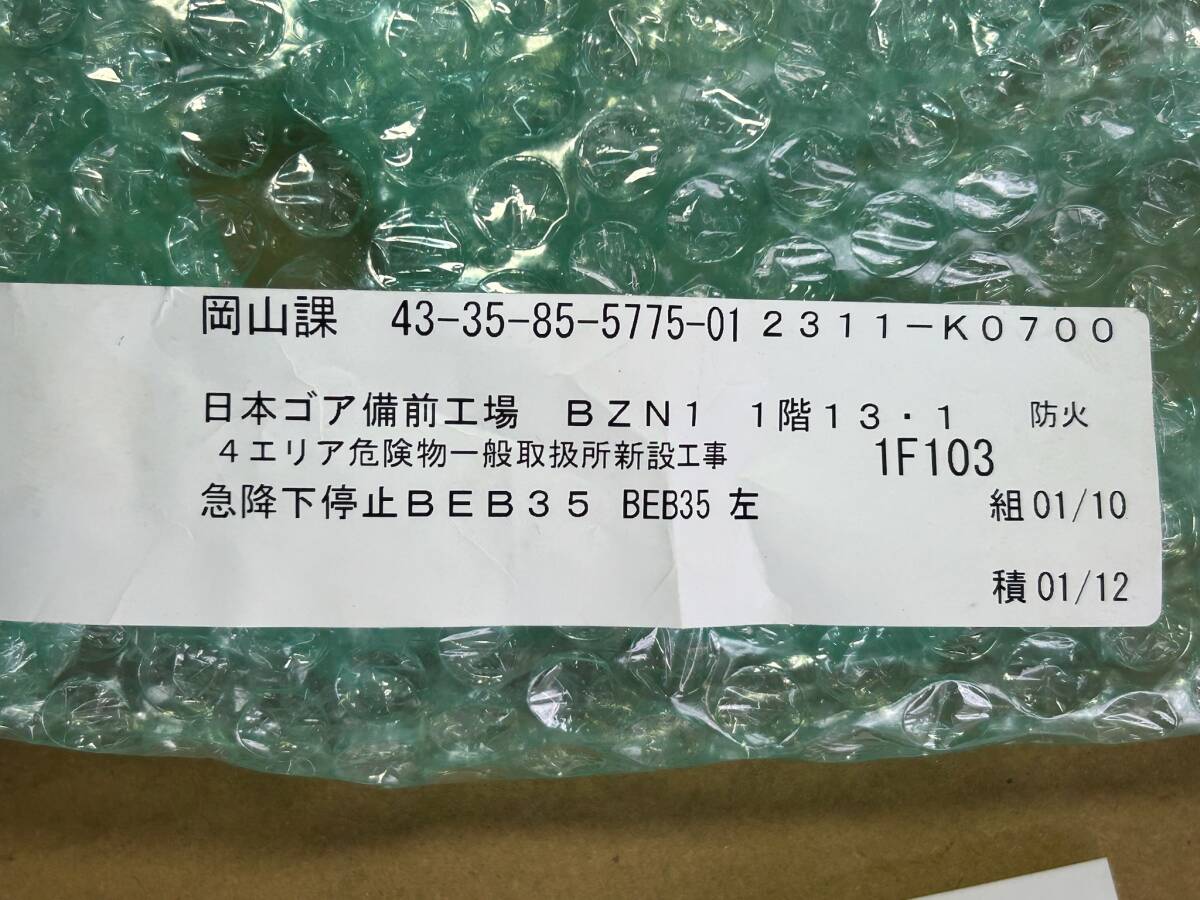 岡山課 43-35-85-5775-01 2311-K0700
日本ゴア備前工場 BZN1 1階13・1 防火
4エリア危険物一般取扱所新設工事 1F103
急降下停止BEB35 BEB35 左 組01/10
積01/12